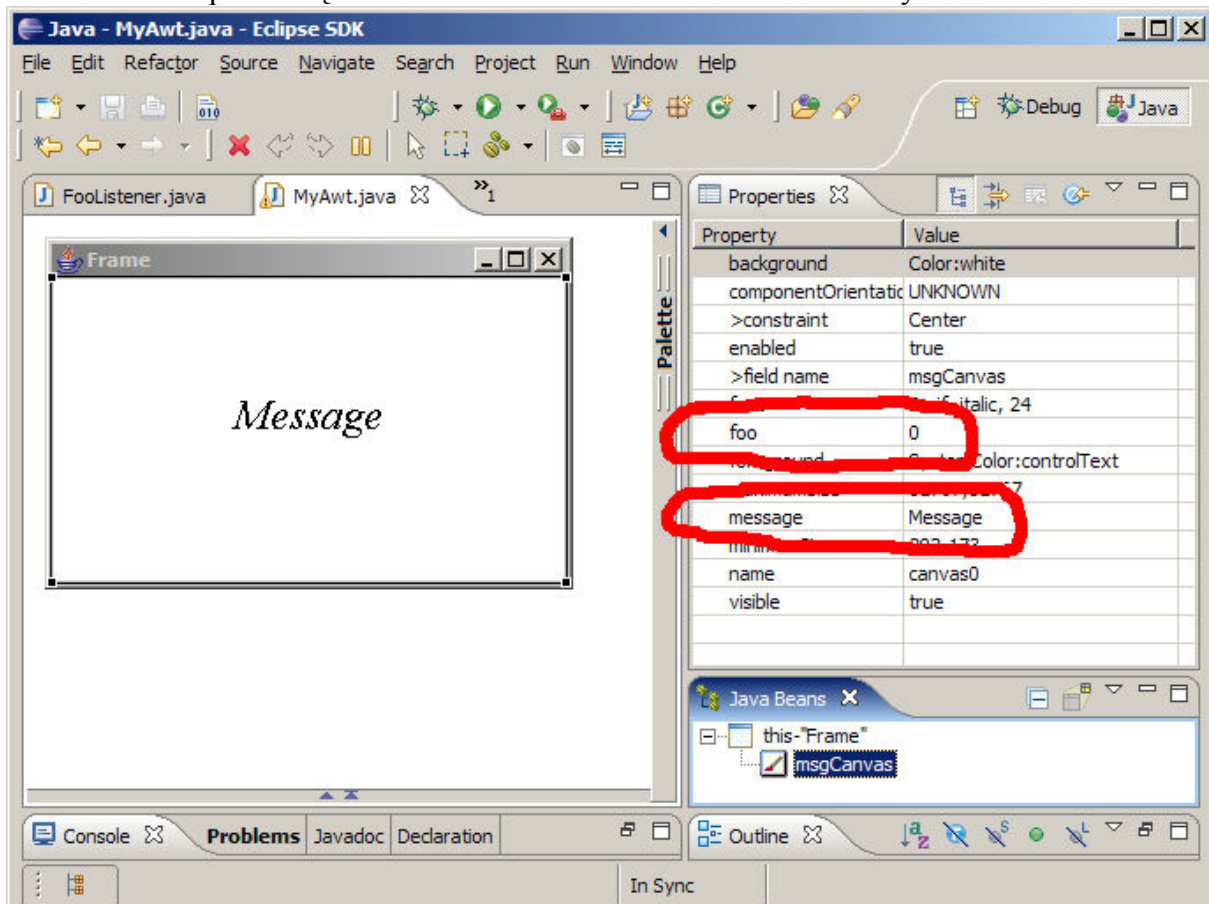 Java - MyAwt.java - Eclipse SDK
File Edit Refactor Source Navigate Search Project Run Window Help
010
Debug Java
FooListener.java MyAwt.java »1
Properties
Frame
Message
Palette
Property Value
background Color:white
componentOrientatic UNKNOWN
>constraint Center
enabled true
>field name msgCanvas
italic, 24
foo 0
Color:controlText
message Message
name canvas0
visible true
Java Beans
this-"Frame"
msgCanvas
Console Problems Javadoc Declaration
Outline
In Sync